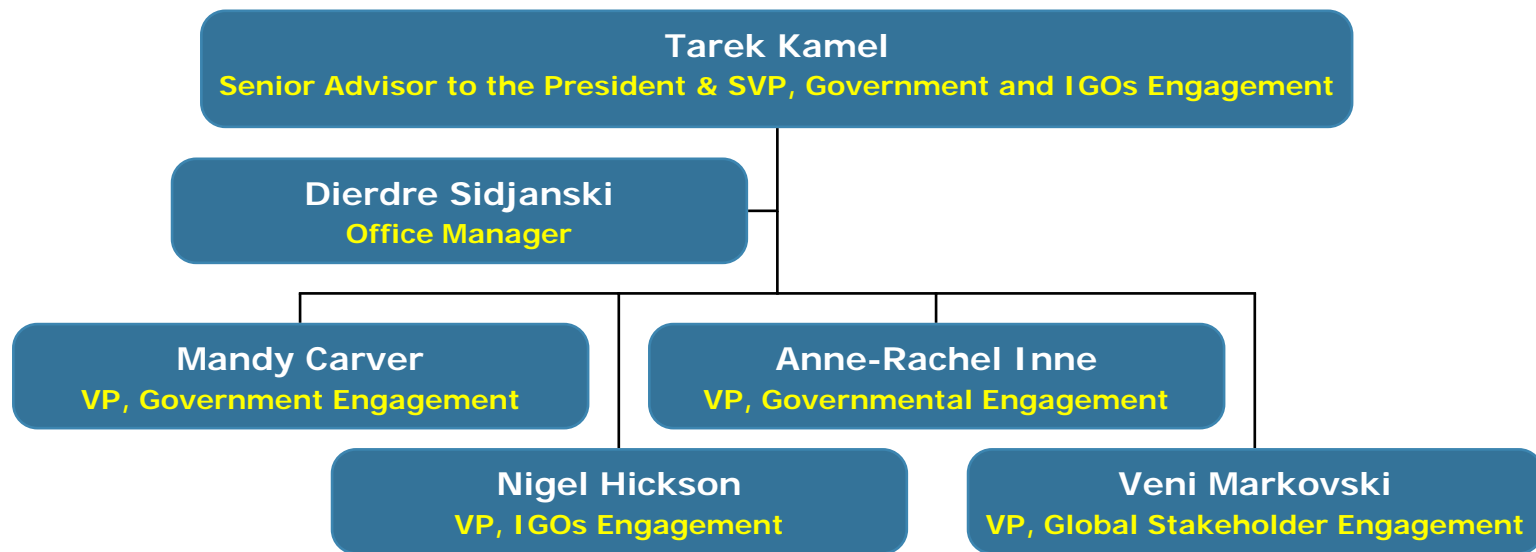 Tarek Kamel
Senior Advisor to the President & SVP, Government and IGOs Engagement
Dierdre Sidjanski
Office Manager
Mandy Carver
VP, Government Engagement
Anne-Rachel Inne
VP, Governmental Engagement
Nigel Hickson
VP, IGOs Engagement
Veni Markovski
VP, Global Stakeholder Engagement